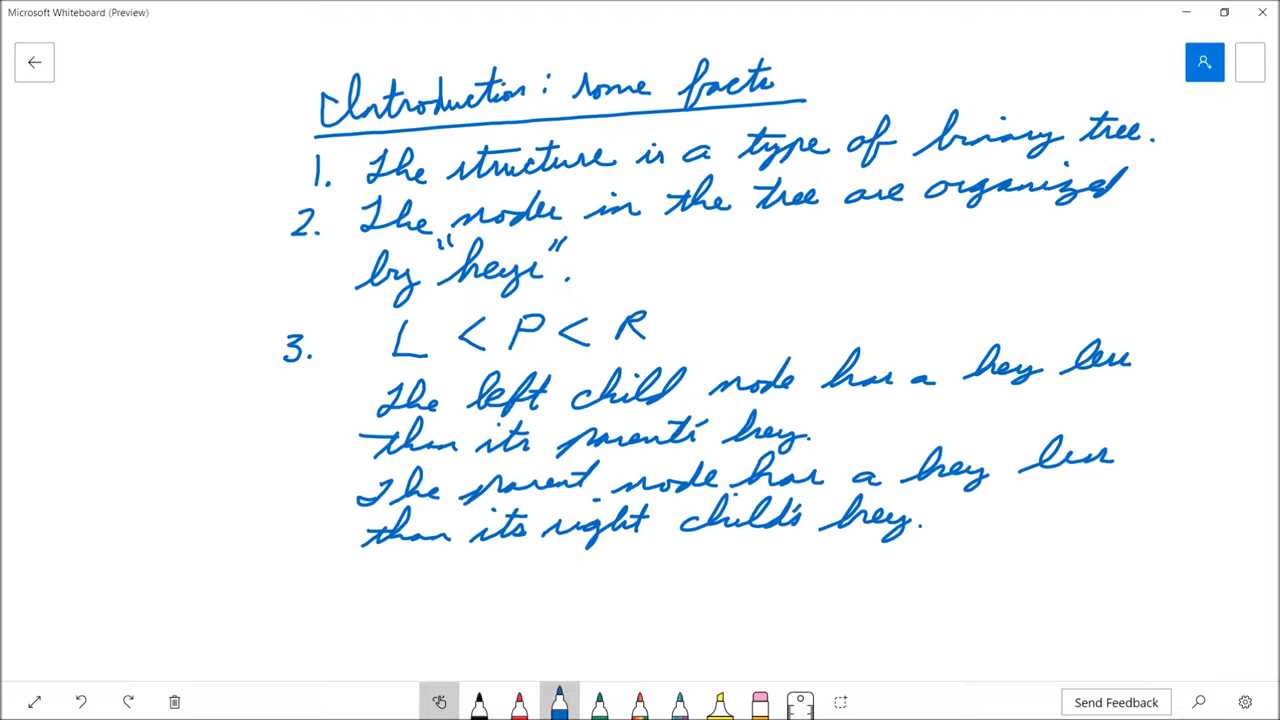 Microsoft Whiteboard (Preview)
Introduction: some facts
1. The structure is a type of binary tree.
2. The nodes in the tree are organized
by "keys".
3. L < P < R
The left child node has a key less
than its parent's key.
The parent node has a key less
than its right child's key.
Send Feedback